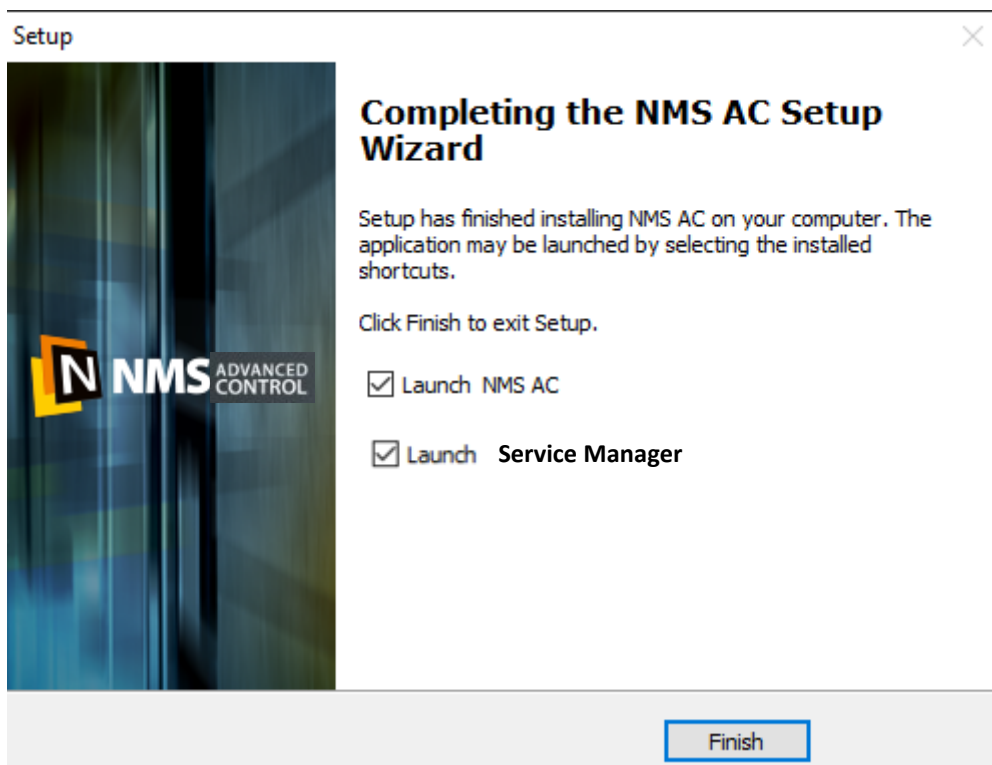 Setup
Completing the NMS AC Setup
Wizard
Setup has finished installing NMS AC on your computer. The
application may be launched by selecting the installed
shortcuts.
Click Finish to exit Setup.
N NMS ADVANCED
CONTROL
Launch NMS AC
Launch Service Manager
Finish